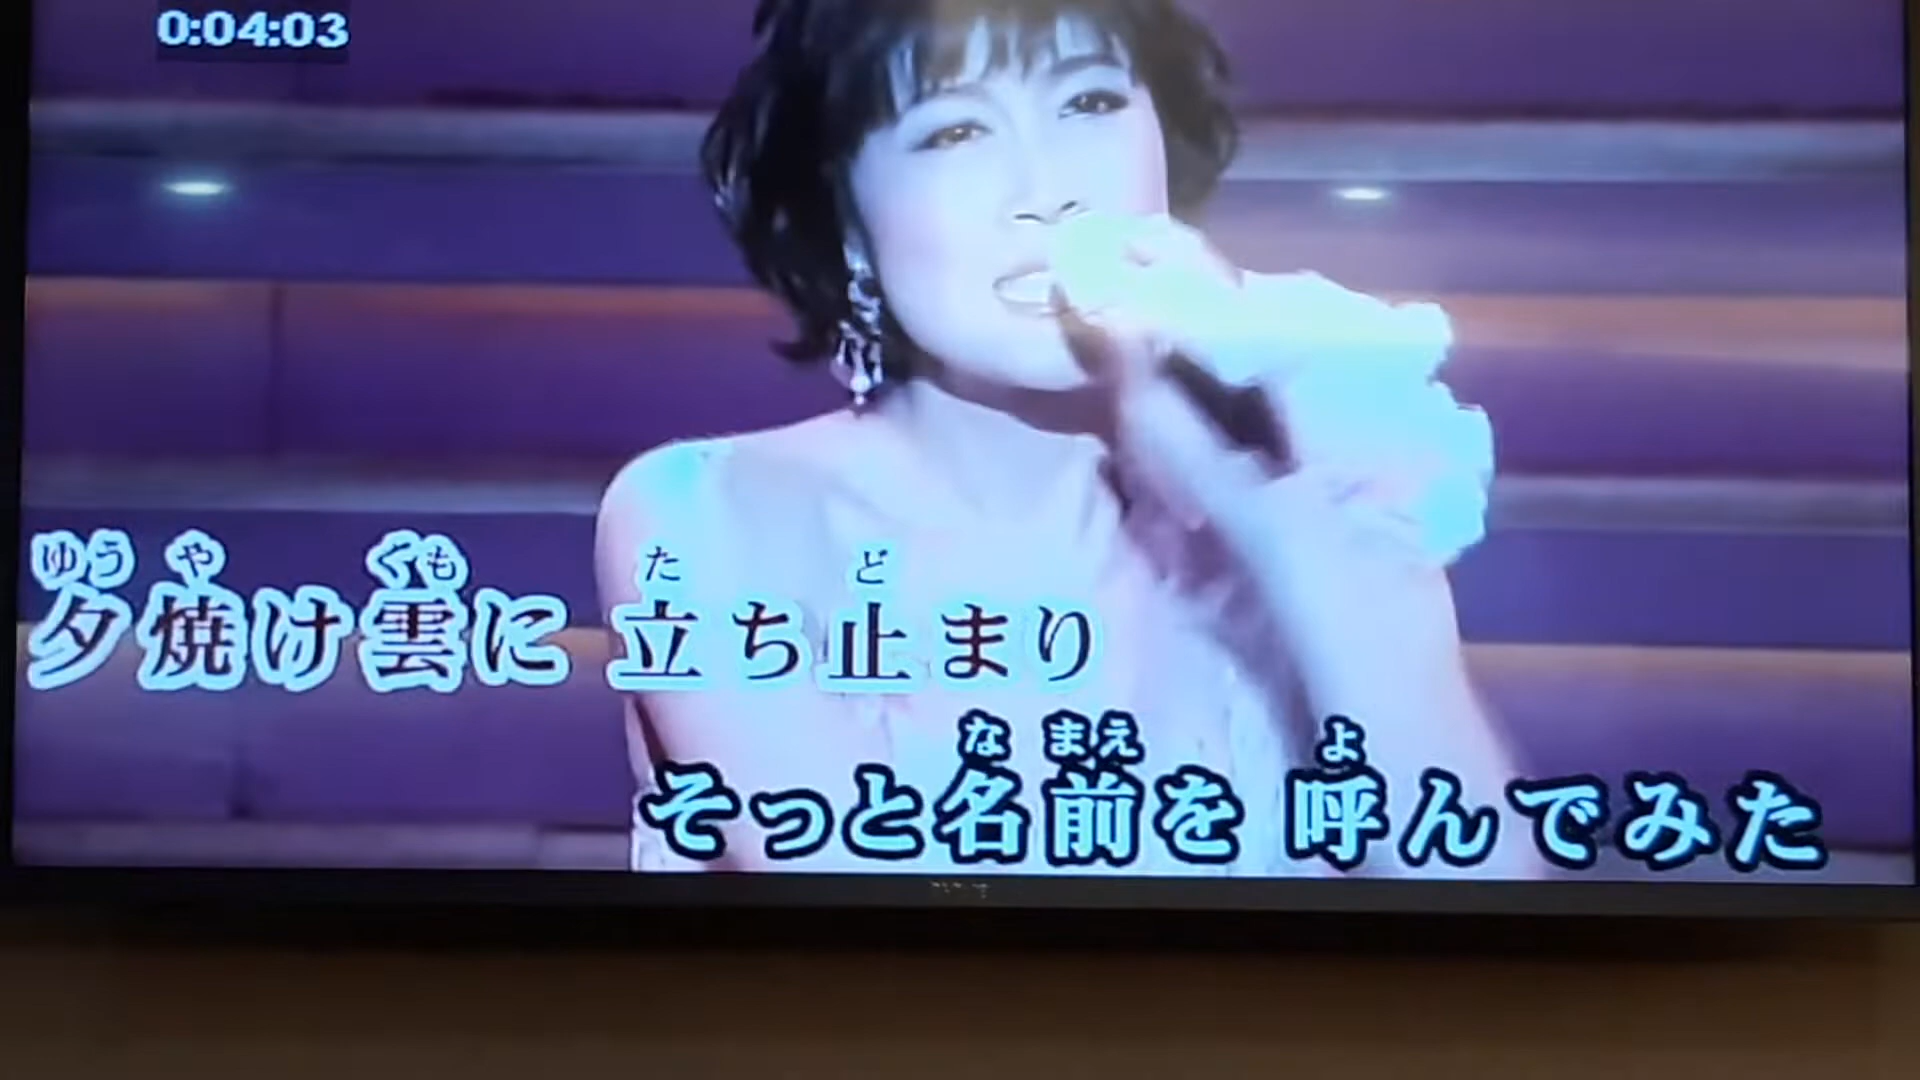 0:04:03
ゆう や くも た ど
夕焼け雲に 立ち止まり
な まえ よ
そっと名前を 呼んでみた